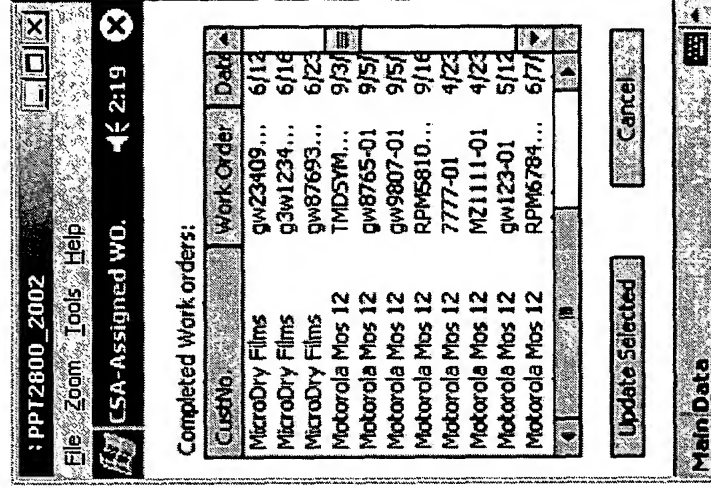 : PPT2800_2002
File Zoom Tools Help
CSA-Assigned WO. 2:19
Completed Work orders:
CustNo. Work Order Date
MicroDry Films gw23409... 6/12
MicroDry Films g3w1234... 6/16
MicroDry Films gw87693... 6/23
Motorola Mos 12 TMDSYM... 9/3/
Motorola Mos 12 gw8765-01 9/5/
Motorola Mos 12 gw9807-01 9/5/
Motorola Mos 12 RPM5810... 9/16
Motorola Mos 12 7777-01 4/23
Motorola Mos 12 MZ1111-01 4/23
Motorola Mos 12 gw123-01 5/12
Motorola Mos 12 RPM6784... 6/7/
Update Selected Cancel
Main Data